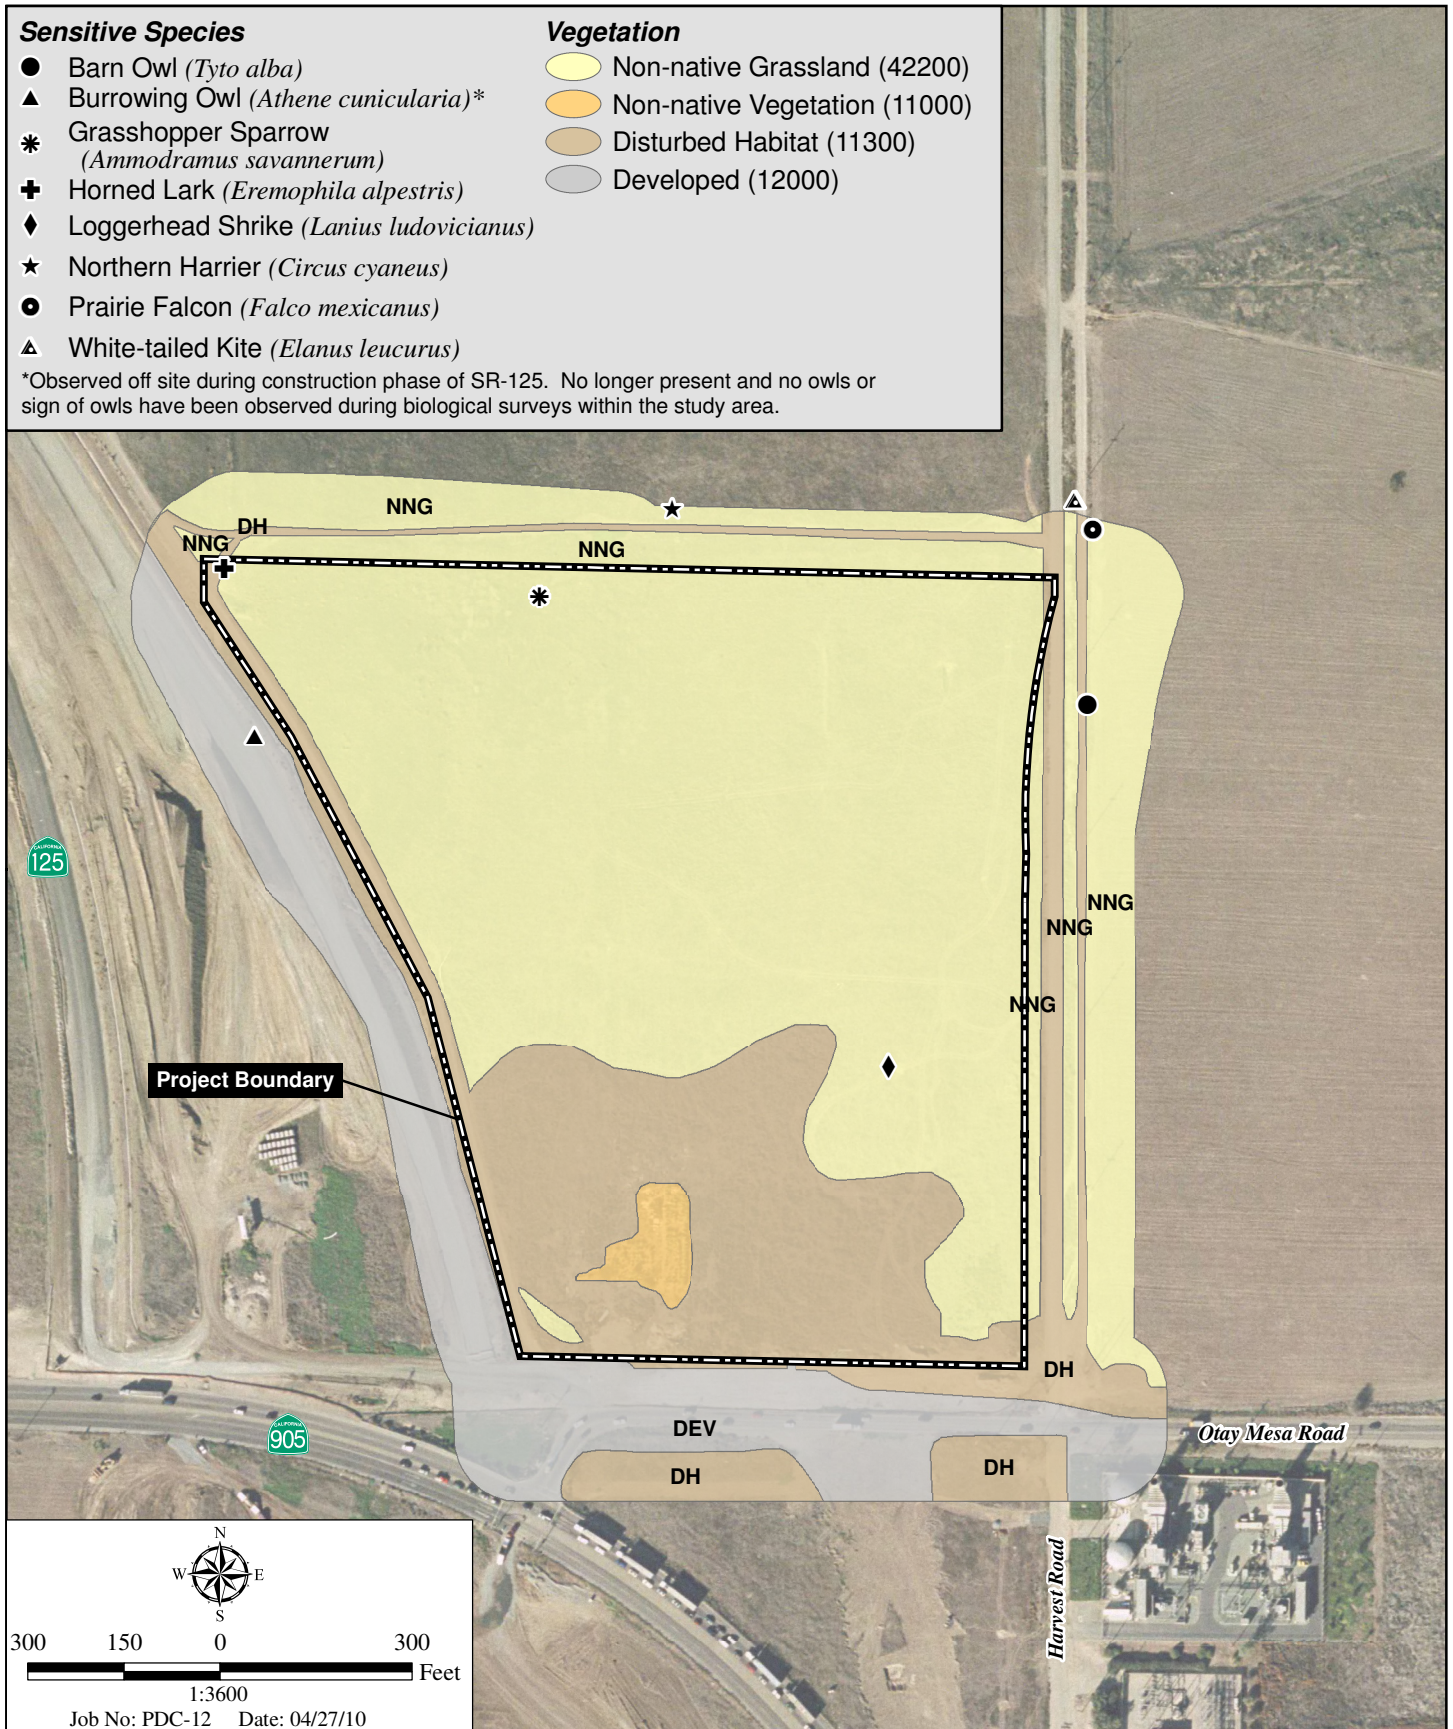 Sensitive Species
Barn Owl (Tyto alba)
Burrowing Owl (Athene cunicularia)*
Grasshopper Sparrow
(Ammodramus savannerum)
Horned Lark (Eremophila alpestris)
Loggerhead Shrike (Lanius ludovicianus)
Northern Harrier (Circus cyaneus)
Prairie Falcon (Falco mexicanus)
White-tailed Kite (Elanus leucurus)
Vegetation
Non-native Grassland (42200)
Non-native Vegetation (11000)
Disturbed Habitat (11300)
Developed (12000)
*Observed off site during construction phase of SR-125. No longer present and no owls or
sign of owls have been observed during biological surveys within the study area.
NNG
DH
NNG
NNG
CALIFORNIA
125
NNG
NNG
NNG
Project Boundary
DH
CALIFORNIA
905
DEV
Otay Mesa Road
DH
DH
Harvest Road
N
W E
S
300 150 0 300
Feet
1:3600
Job No: PDC-12 Date: 04/27/10